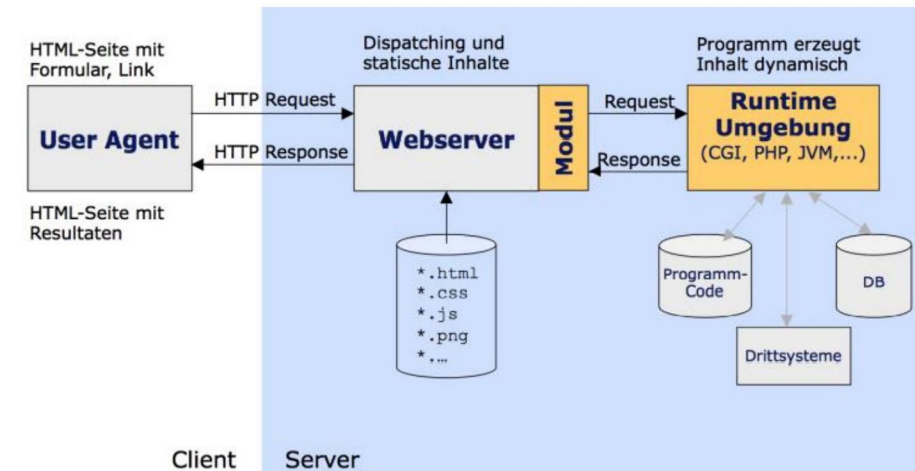 HTML-Seite mit
Formular, Link
Dispatching und
statische Inhalte
Programm erzeugt
Inhalt dynamisch
User Agent
HTTP Request
HTTP Response
Webserver
Modul
Request
Response
Runtime
Umgebung
(CGI, PHP, JVM,...)
HTML-Seite mit
Resultaten
*.html
*.css
*.js
*.png
*.…
Programm-
Code
DB
Drittsysteme
Client
Server